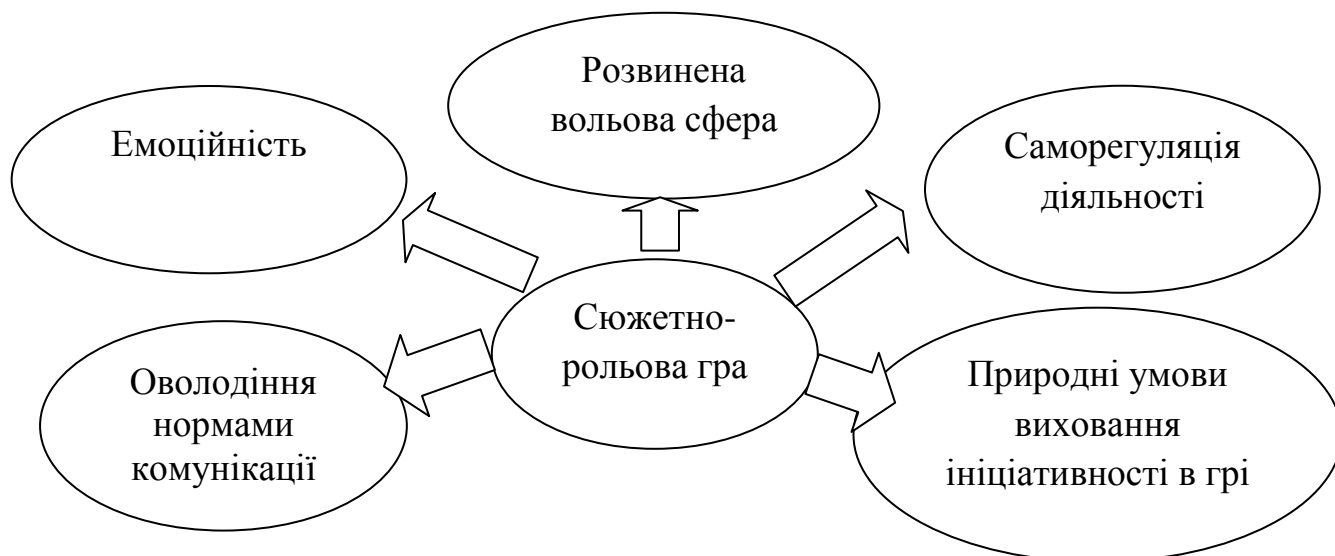 Розвинена
вольова сфера
Емоційність
Саморегуляція
діяльності
Сюжетно-
рольова гра
Оволодіння
нормами
комунікації
Природні умови
виховання
ініціативності в грі